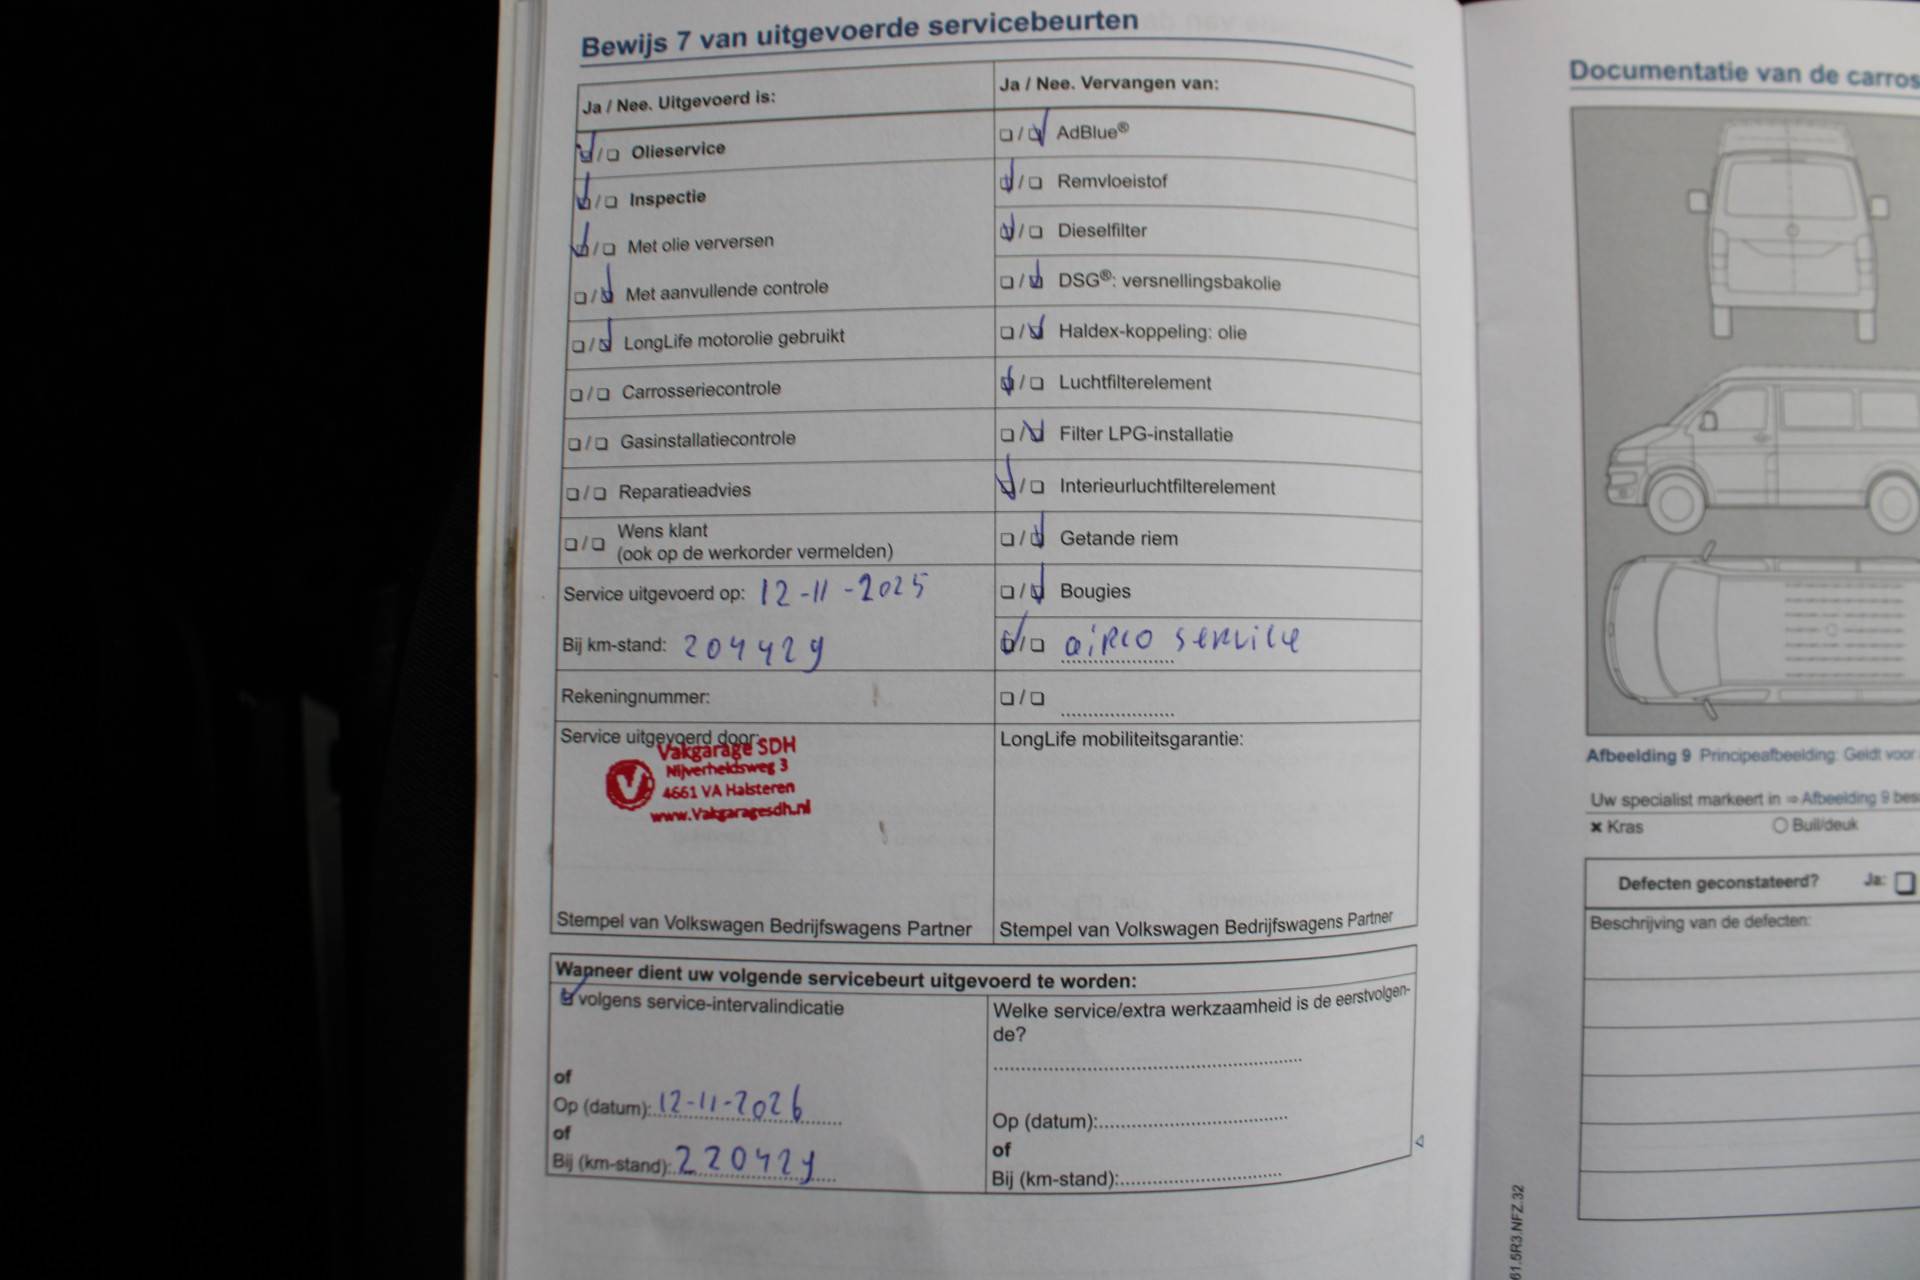 Bewijs 7 van uitgevoerde servicebeurten
Ja / Nee. Uitgevoerd is:
☑/☐ Olieservice
☑/☐ Inspectie
☑/☐ Met olie verversen
☐/☑ Met aanvullende controle
☐/☑ LongLife motorolie gebruikt
☐/☐ Carrosseriecontrole
☐/☐ Gasinstallatiecontrole
☐/☐ Reparatieadvies
☐/☐ Wens klant
(ook op de werkorder vermelden)
Service uitgevoerd op: 12-11-2025
Bij km-stand: 204429
Rekeningnummer:
Service uitgevoerd door:
Vakgarage SDH
Nijverheidsweg 3
4661 VA Halsteren
www.Vakgaragesdh.nl
Stempel van Volkswagen Bedrijfswagens Partner
Ja / Nee. Vervangen van:
☐/☑ AdBlue®
☑/☐ Remvloeistof
☑/☐ Dieselfilter
☐/☑ DSG®: versnellingsbakolie
☐/☑ Haldex-koppeling: olie
☑/☐ Luchtfilterelement
☐/☑ Filter LPG-installatie
☑/☐ Interieurluchtfilterelement
☐/☑ Getande riem
☐/☑ Bougies
☑/☐ airco service
☐/☐ ....................
LongLife mobiliteitsgarantie:
Stempel van Volkswagen Bedrijfswagens Partner
Wanneer dient uw volgende servicebeurt uitgevoerd te worden:
☑ volgens service-intervalindicatie
of
Op (datum): 12-11-2026
of
Bij (km-stand): 220429
Welke service/extra werkzaamheid is de eerstvolgen-
de?
Op (datum):
of
Bij (km-stand):
Documentatie van de carros
Afbeelding 9 Principeafbeelding: Geldt voor
Uw specialist markeert in ⇒ Afbeelding 9 bes
✖ Kras ○ Buil/deuk
Defecten geconstateerd? Ja: ☐
Beschrijving van de defecten:
61.5R3.NFZ.32